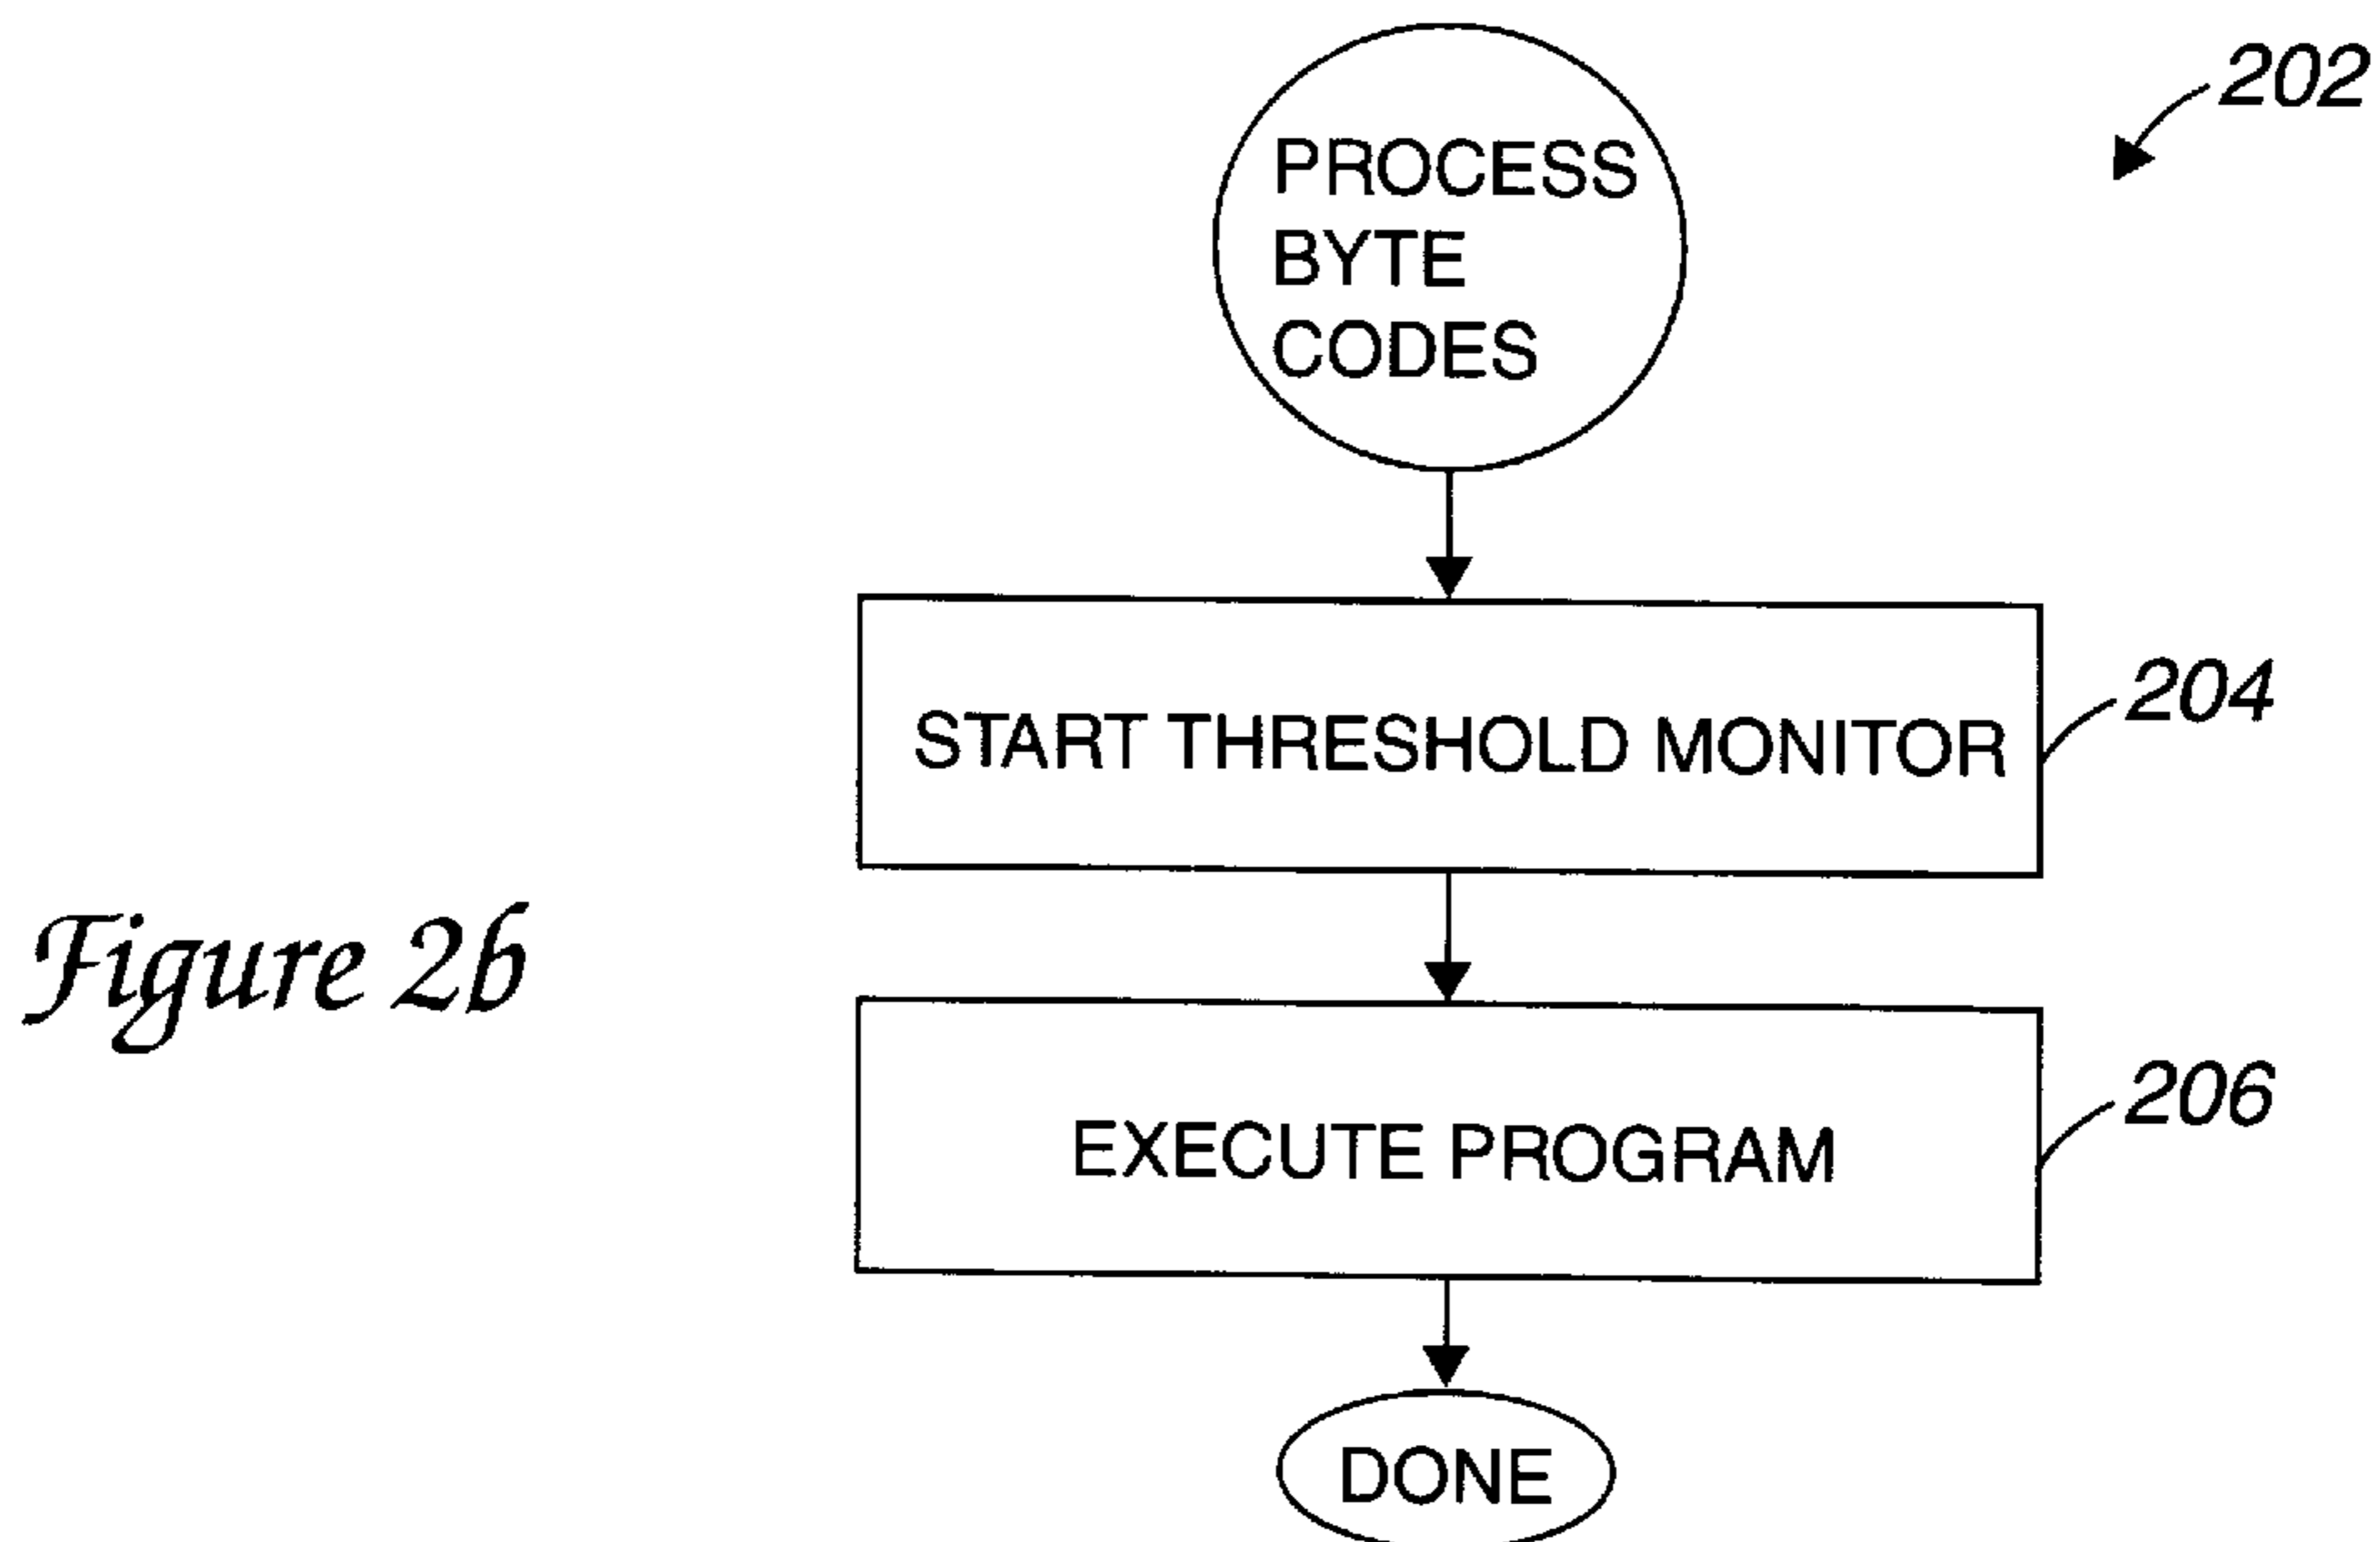 202
PROCESS
BYTE
CODES
START THRESHOLD MONITOR
204
Figure 2b
EXECUTE PROGRAM
206
DONE